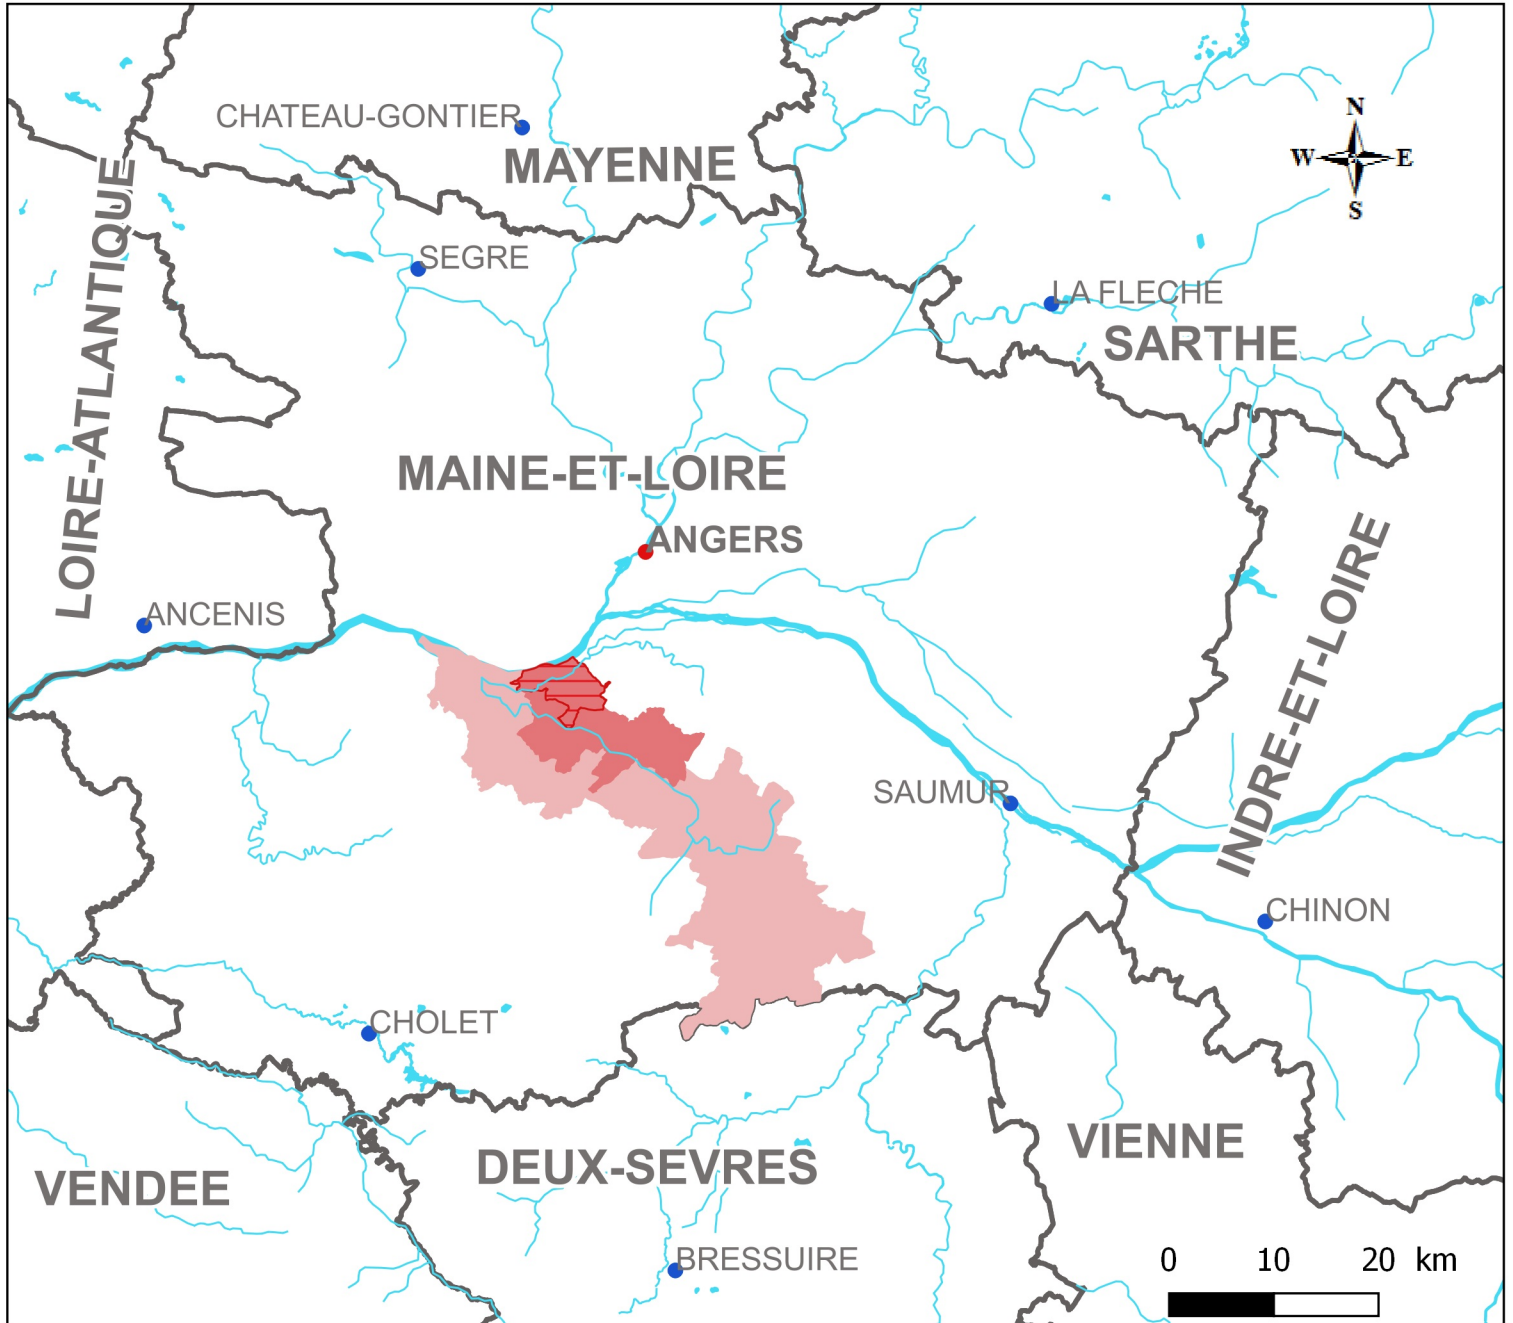 N
CHATEAU-GONTIER
W E
MAYENNE
S
SEGRE
LA FLECHE
SARTHE
LOIRE-ATLANTIQUE
MAINE-ET-LOIRE
ANGERS
ANCENIS
INDRE-ET-LOIRE
SAUMUR
CHINON
CHOLET
VIENNE
DEUX-SEVRES
VENDEE
BRESSUIRE
0 10 20 km